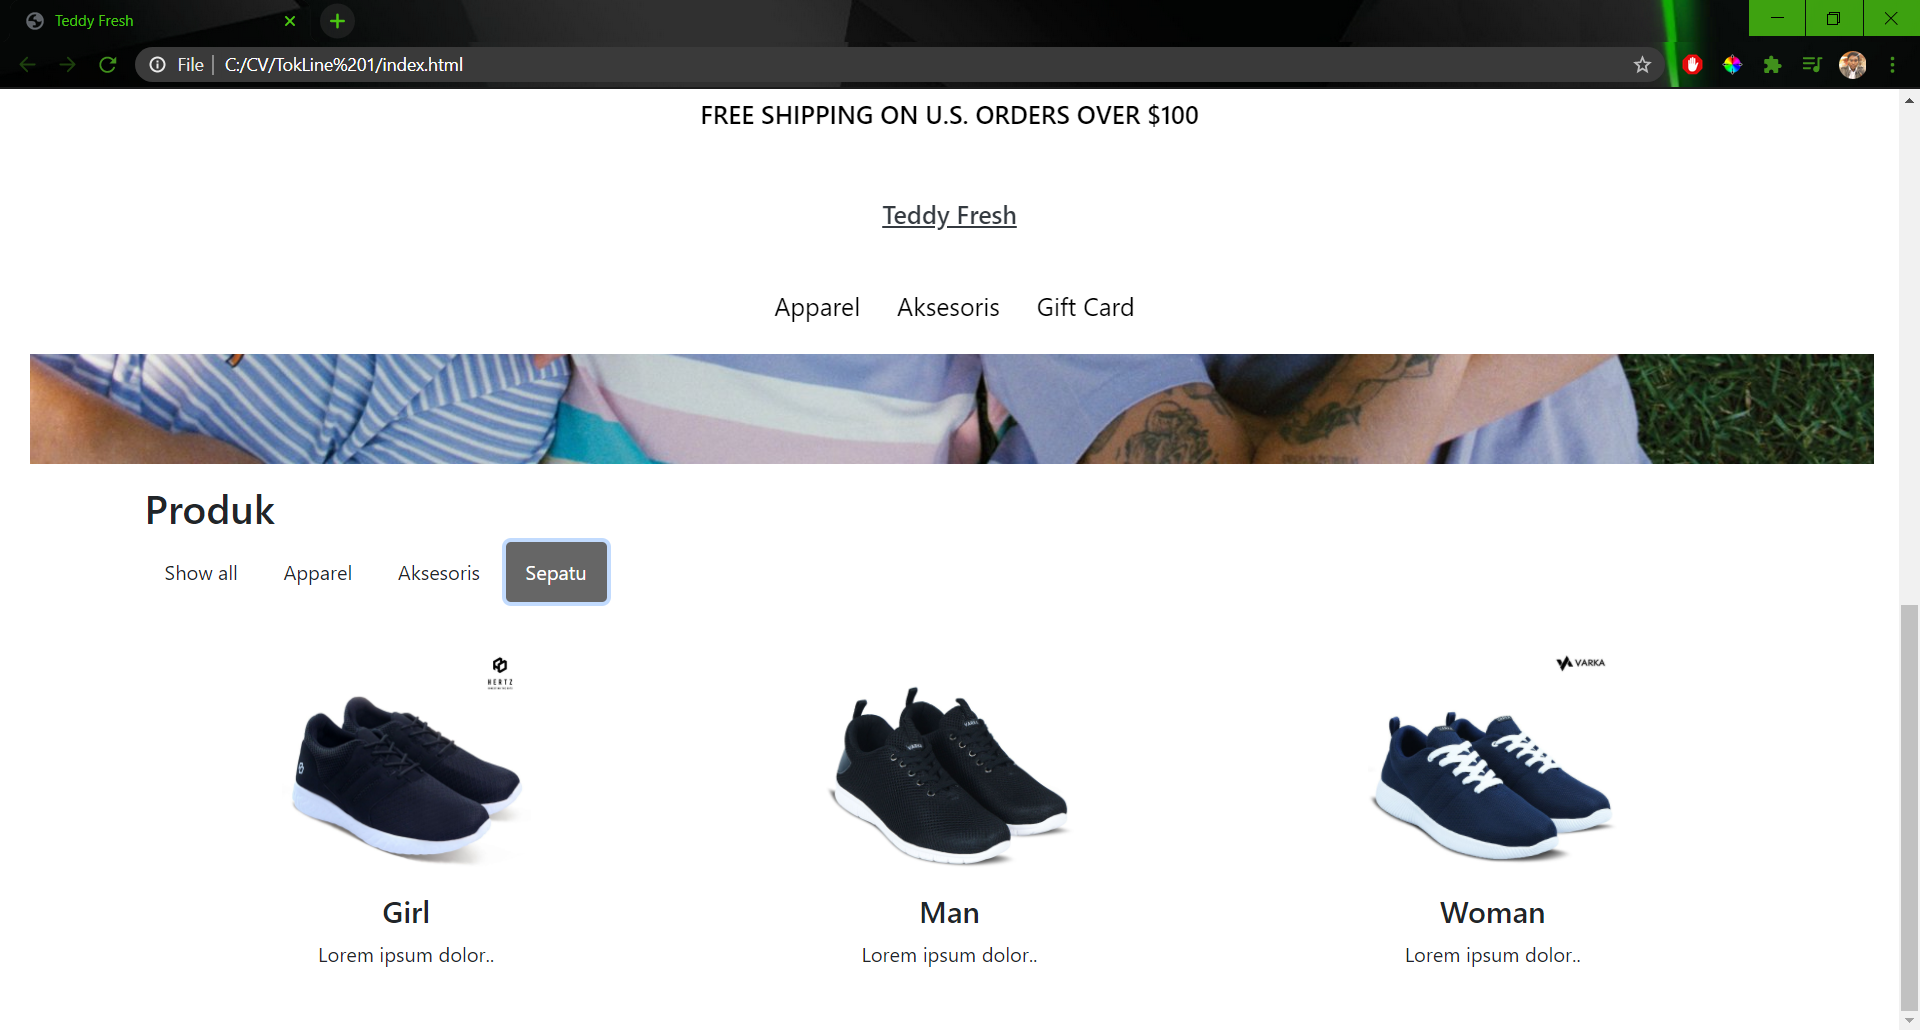 Teddy Fresh
File C:/CV/TokLine%201/index.html
FREE SHIPPING ON U.S. ORDERS OVER $100
Teddy Fresh
Apparel Aksesoris Gift Card
Produk
Show all Apparel Aksesoris Sepatu
HERTZ
VARKA
VARKA
VARKA
Girl Man Woman
Lorem ipsum dolor.. Lorem ipsum dolor.. Lorem ipsum dolor..